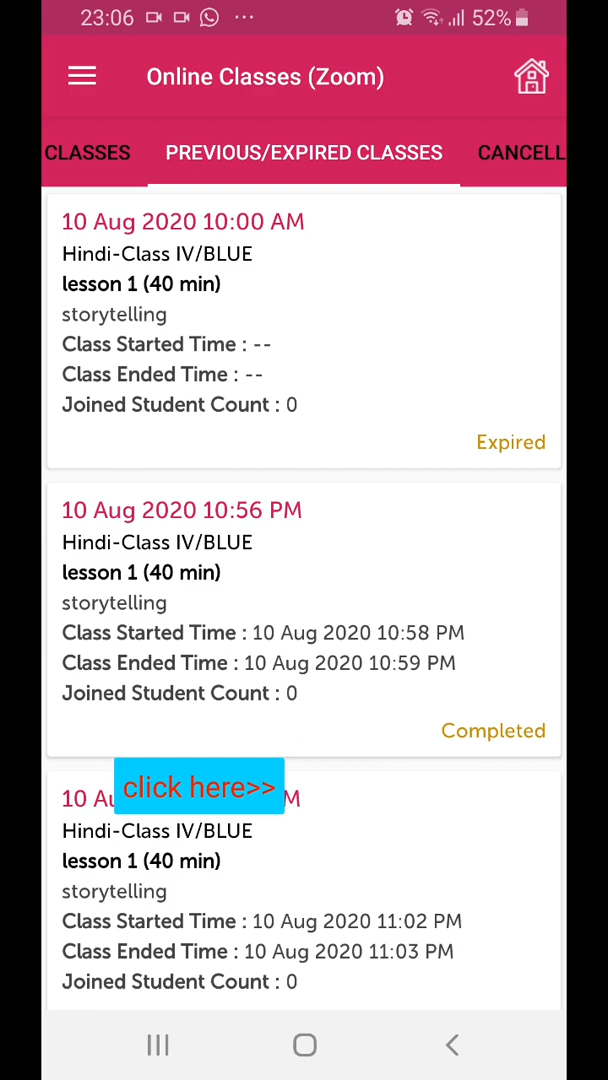 23:06 52%
Online Classes (Zoom)
CLASSES PREVIOUS/EXPIRED CLASSES CANCELL
10 Aug 2020 10:00 AM
Hindi-Class IV/BLUE
lesson 1 (40 min)
storytelling
Class Started Time : --
Class Ended Time : --
Joined Student Count : 0
Expired
10 Aug 2020 10:56 PM
Hindi-Class IV/BLUE
lesson 1 (40 min)
storytelling
Class Started Time : 10 Aug 2020 10:58 PM
Class Ended Time : 10 Aug 2020 10:59 PM
Joined Student Count : 0
Completed
click here>>
10
Hindi-Class IV/BLUE
lesson 1 (40 min)
storytelling
Class Started Time : 10 Aug 2020 11:02 PM
Class Ended Time : 10 Aug 2020 11:03 PM
Joined Student Count : 0